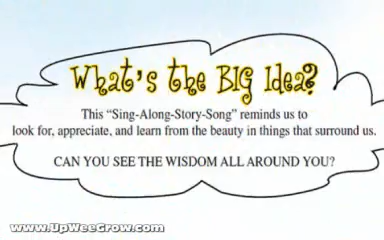 What's the BIG Idea?
This “Sing-Along-Story-Song” reminds us to
look for, appreciate, and learn from the beauty in things that surround us.
CAN YOU SEE THE WISDOM ALL AROUND YOU?
www.UpWeeGrow.com